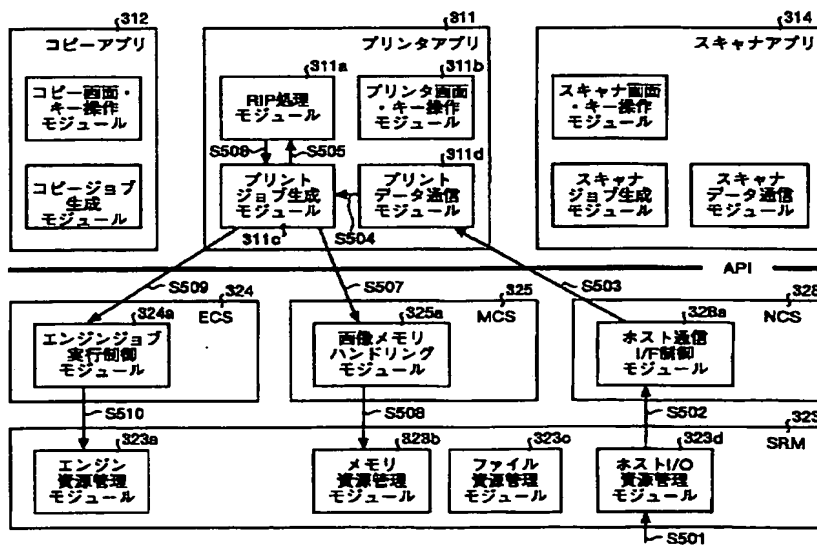 312
コピーアプリ
コピー画面・
キー操作
モジュール
コピージョブ
生成
モジュール
311
プリンタアプリ
311a
RIP処理
モジュール
311b
プリンタ画面
・キー操作
モジュール
S508
S505
311d
プリント
ジョブ生成
モジュール
プリント
データ通信
モジュール
311c
S504
314
スキャナアプリ
スキャナ画面
・キー操作
モジュール
スキャナ
ジョブ生成
モジュール
スキャナ
データ通信
モジュール
API
S509
S507
S503
324
ECS
324a
エンジンジョブ
実行制御
モジュール
325
MCS
325a
画像メモリ
ハンドリング
モジュール
328
NCS
328a
ホスト通信
I/F制御
モジュール
S510
S508
S502
323
SRM
323a
エンジン
資源管理
モジュール
323b
メモリ
資源管理
モジュール
323c
ファイル
資源管理
モジュール
323d
ホストI/O
資源管理
モジュール
S501